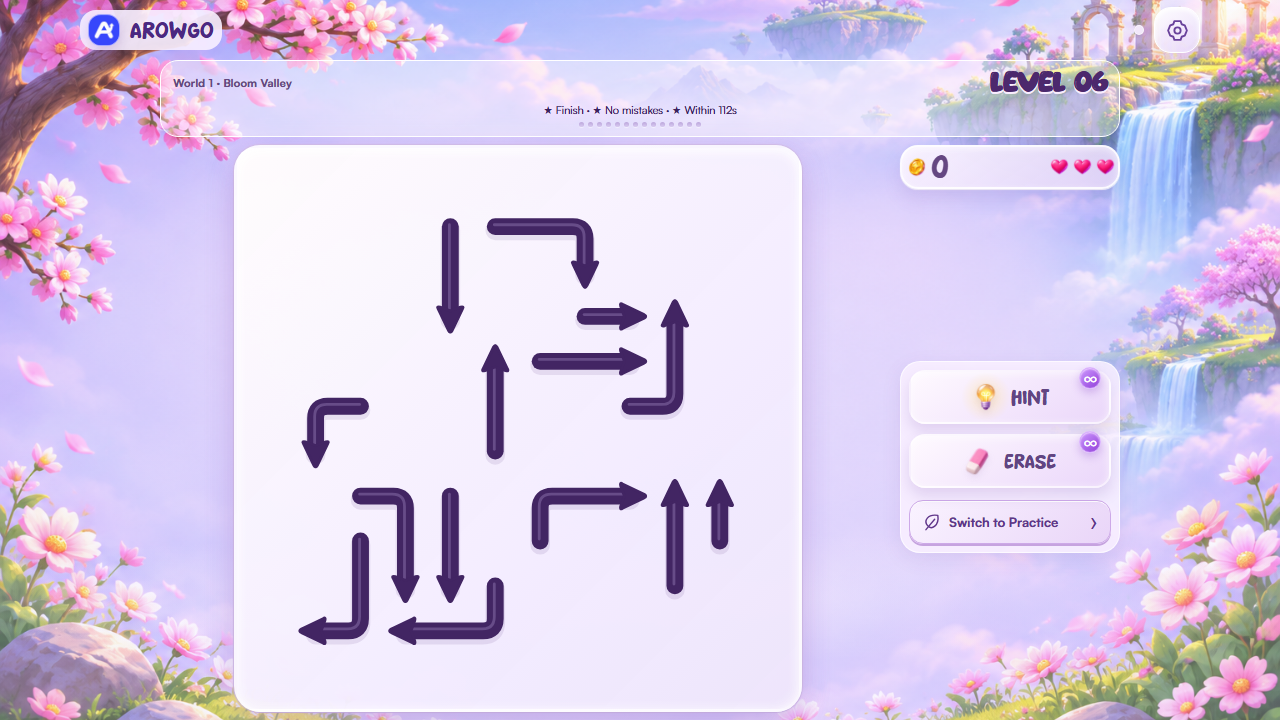 AROWGO
World 1 · Bloom Valley
LEVEL 06
★ Finish · ★ No mistakes · ★ Within 112s
0
HINT
ERASE
Switch to Practice